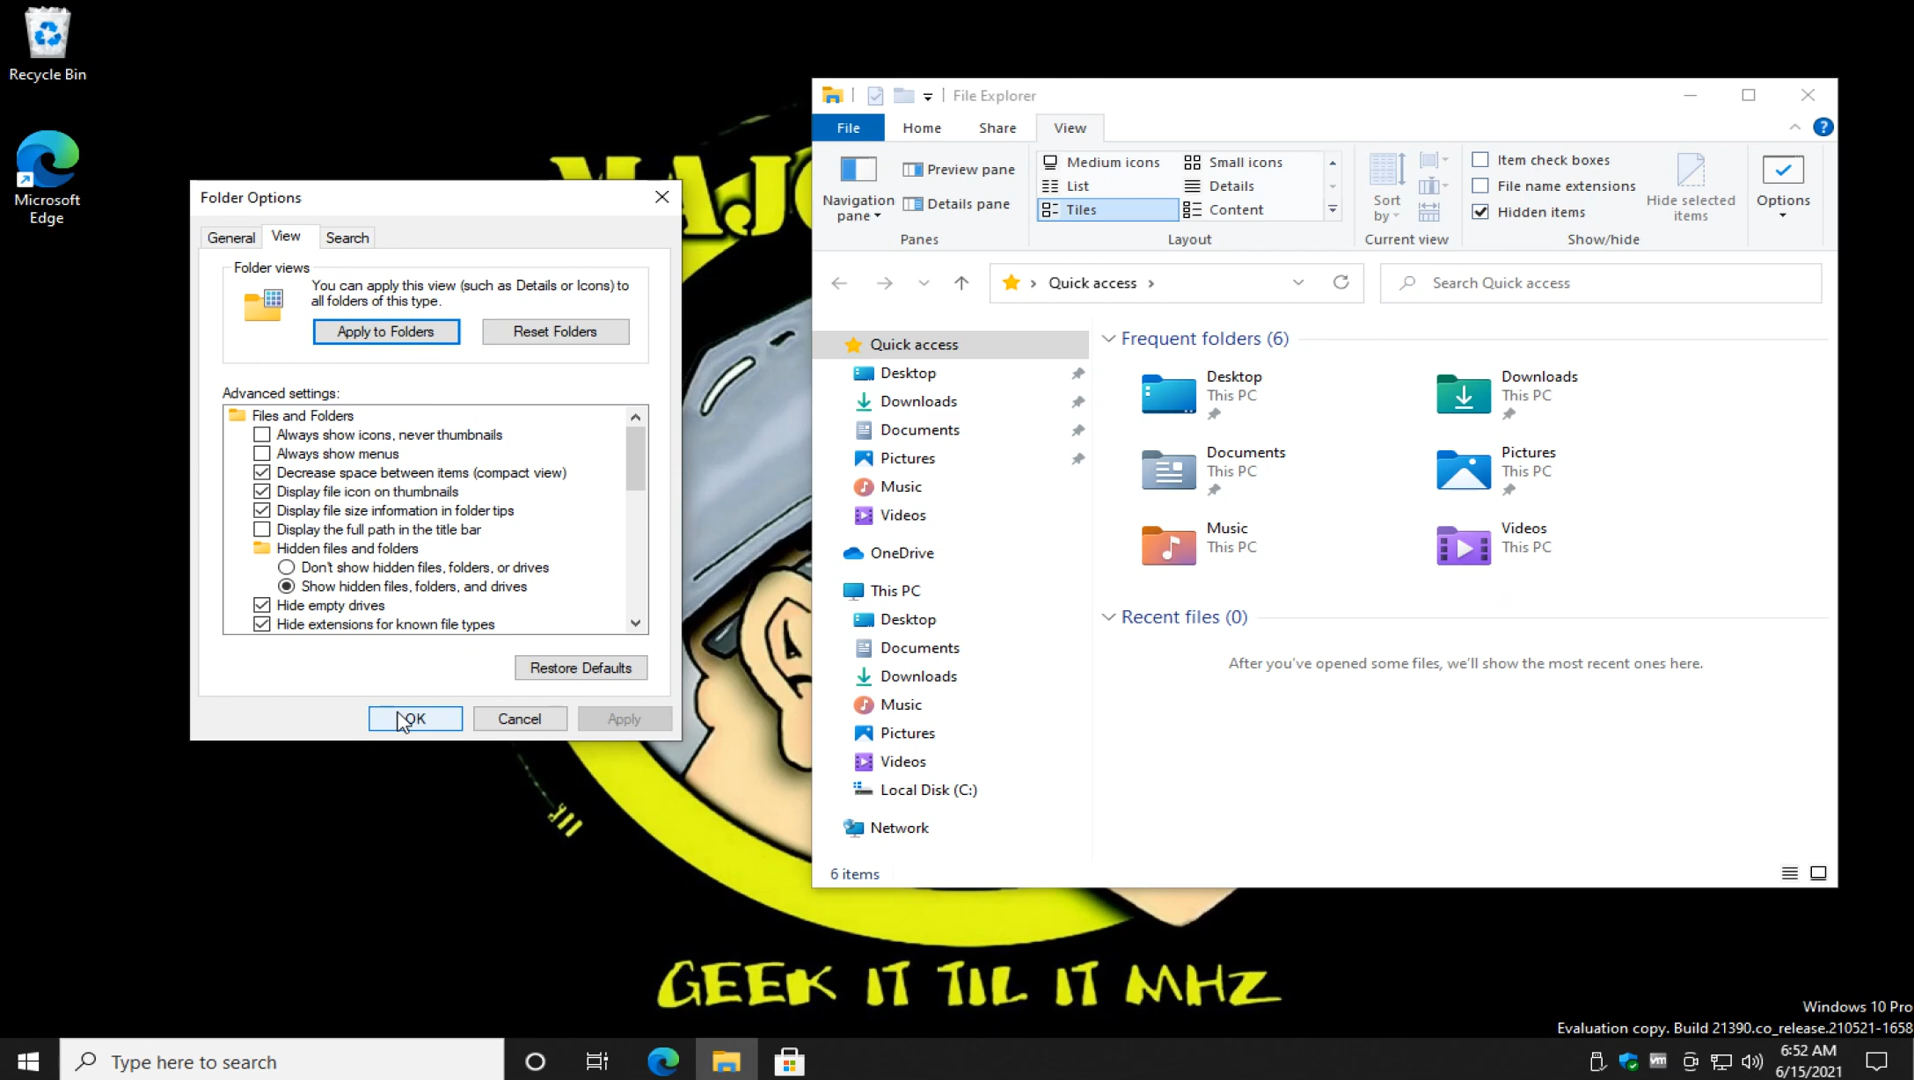 Recycle Bin
Microsoft
Edge
Folder Options
General
View
Search
Folder views
You can apply this view (such as Details or Icons) to
all folders of this type.
Apply to Folders
Reset Folders
Advanced settings:
Files and Folders
Always show icons, never thumbnails
Always show menus
Decrease space between items (compact view)
Display file icon on thumbnails
Display file size information in folder tips
Display the full path in the title bar
Hidden files and folders
Don't show hidden files, folders, or drives
Show hidden files, folders, and drives
Hide empty drives
Hide extensions for known file types
Restore Defaults
OK
Cancel
Apply
File Explorer
File
Home
Share
View
Navigation
pane
Preview pane
Details pane
Panes
Medium icons
Small icons
List
Details
Tiles
Content
Layout
Sort
by
Current view
Item check boxes
File name extensions
Hidden items
Hide selected
items
Show/hide
Options
Quick access
Search Quick access
Quick access
Desktop
Downloads
Documents
Pictures
Music
Videos
OneDrive
This PC
Desktop
Documents
Downloads
Music
Pictures
Videos
Local Disk (C:)
Network
Frequent folders (6)
Desktop
This PC
Downloads
This PC
Documents
This PC
Pictures
This PC
Music
This PC
Videos
This PC
Recent files (0)
After you've opened some files, we'll show the most recent ones here.
6 items
GEEK IT TIL IT MHZ
Windows 10 Pro
Evaluation copy. Build 21390.co_release.210521-1658
Type here to search
vm
6:52 AM
6/15/2021